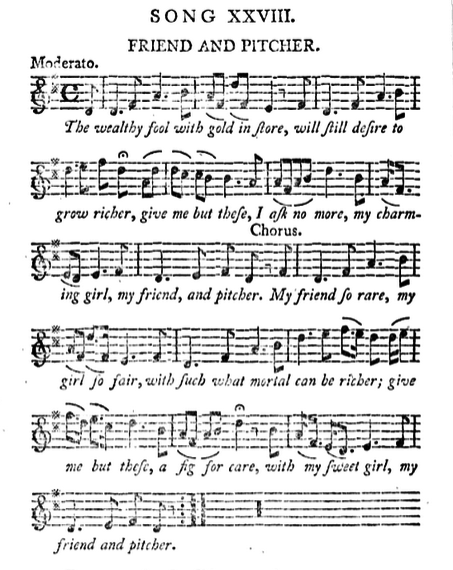 SONG XXVIII.
FRIEND AND PITCHER.
Moderato.
The wealthy fool with gold in ſtore, will ſtill deſire to
grow richer, give me but theſe, I aſk no more, my charm-
Chorus.
ing girl, my friend, and pitcher. My friend ſo rare, my
girl ſo fair, with ſuch what mortal can be richer; give
me but theſe, a fig for care, with my ſweet girl, my
friend and pitcher.